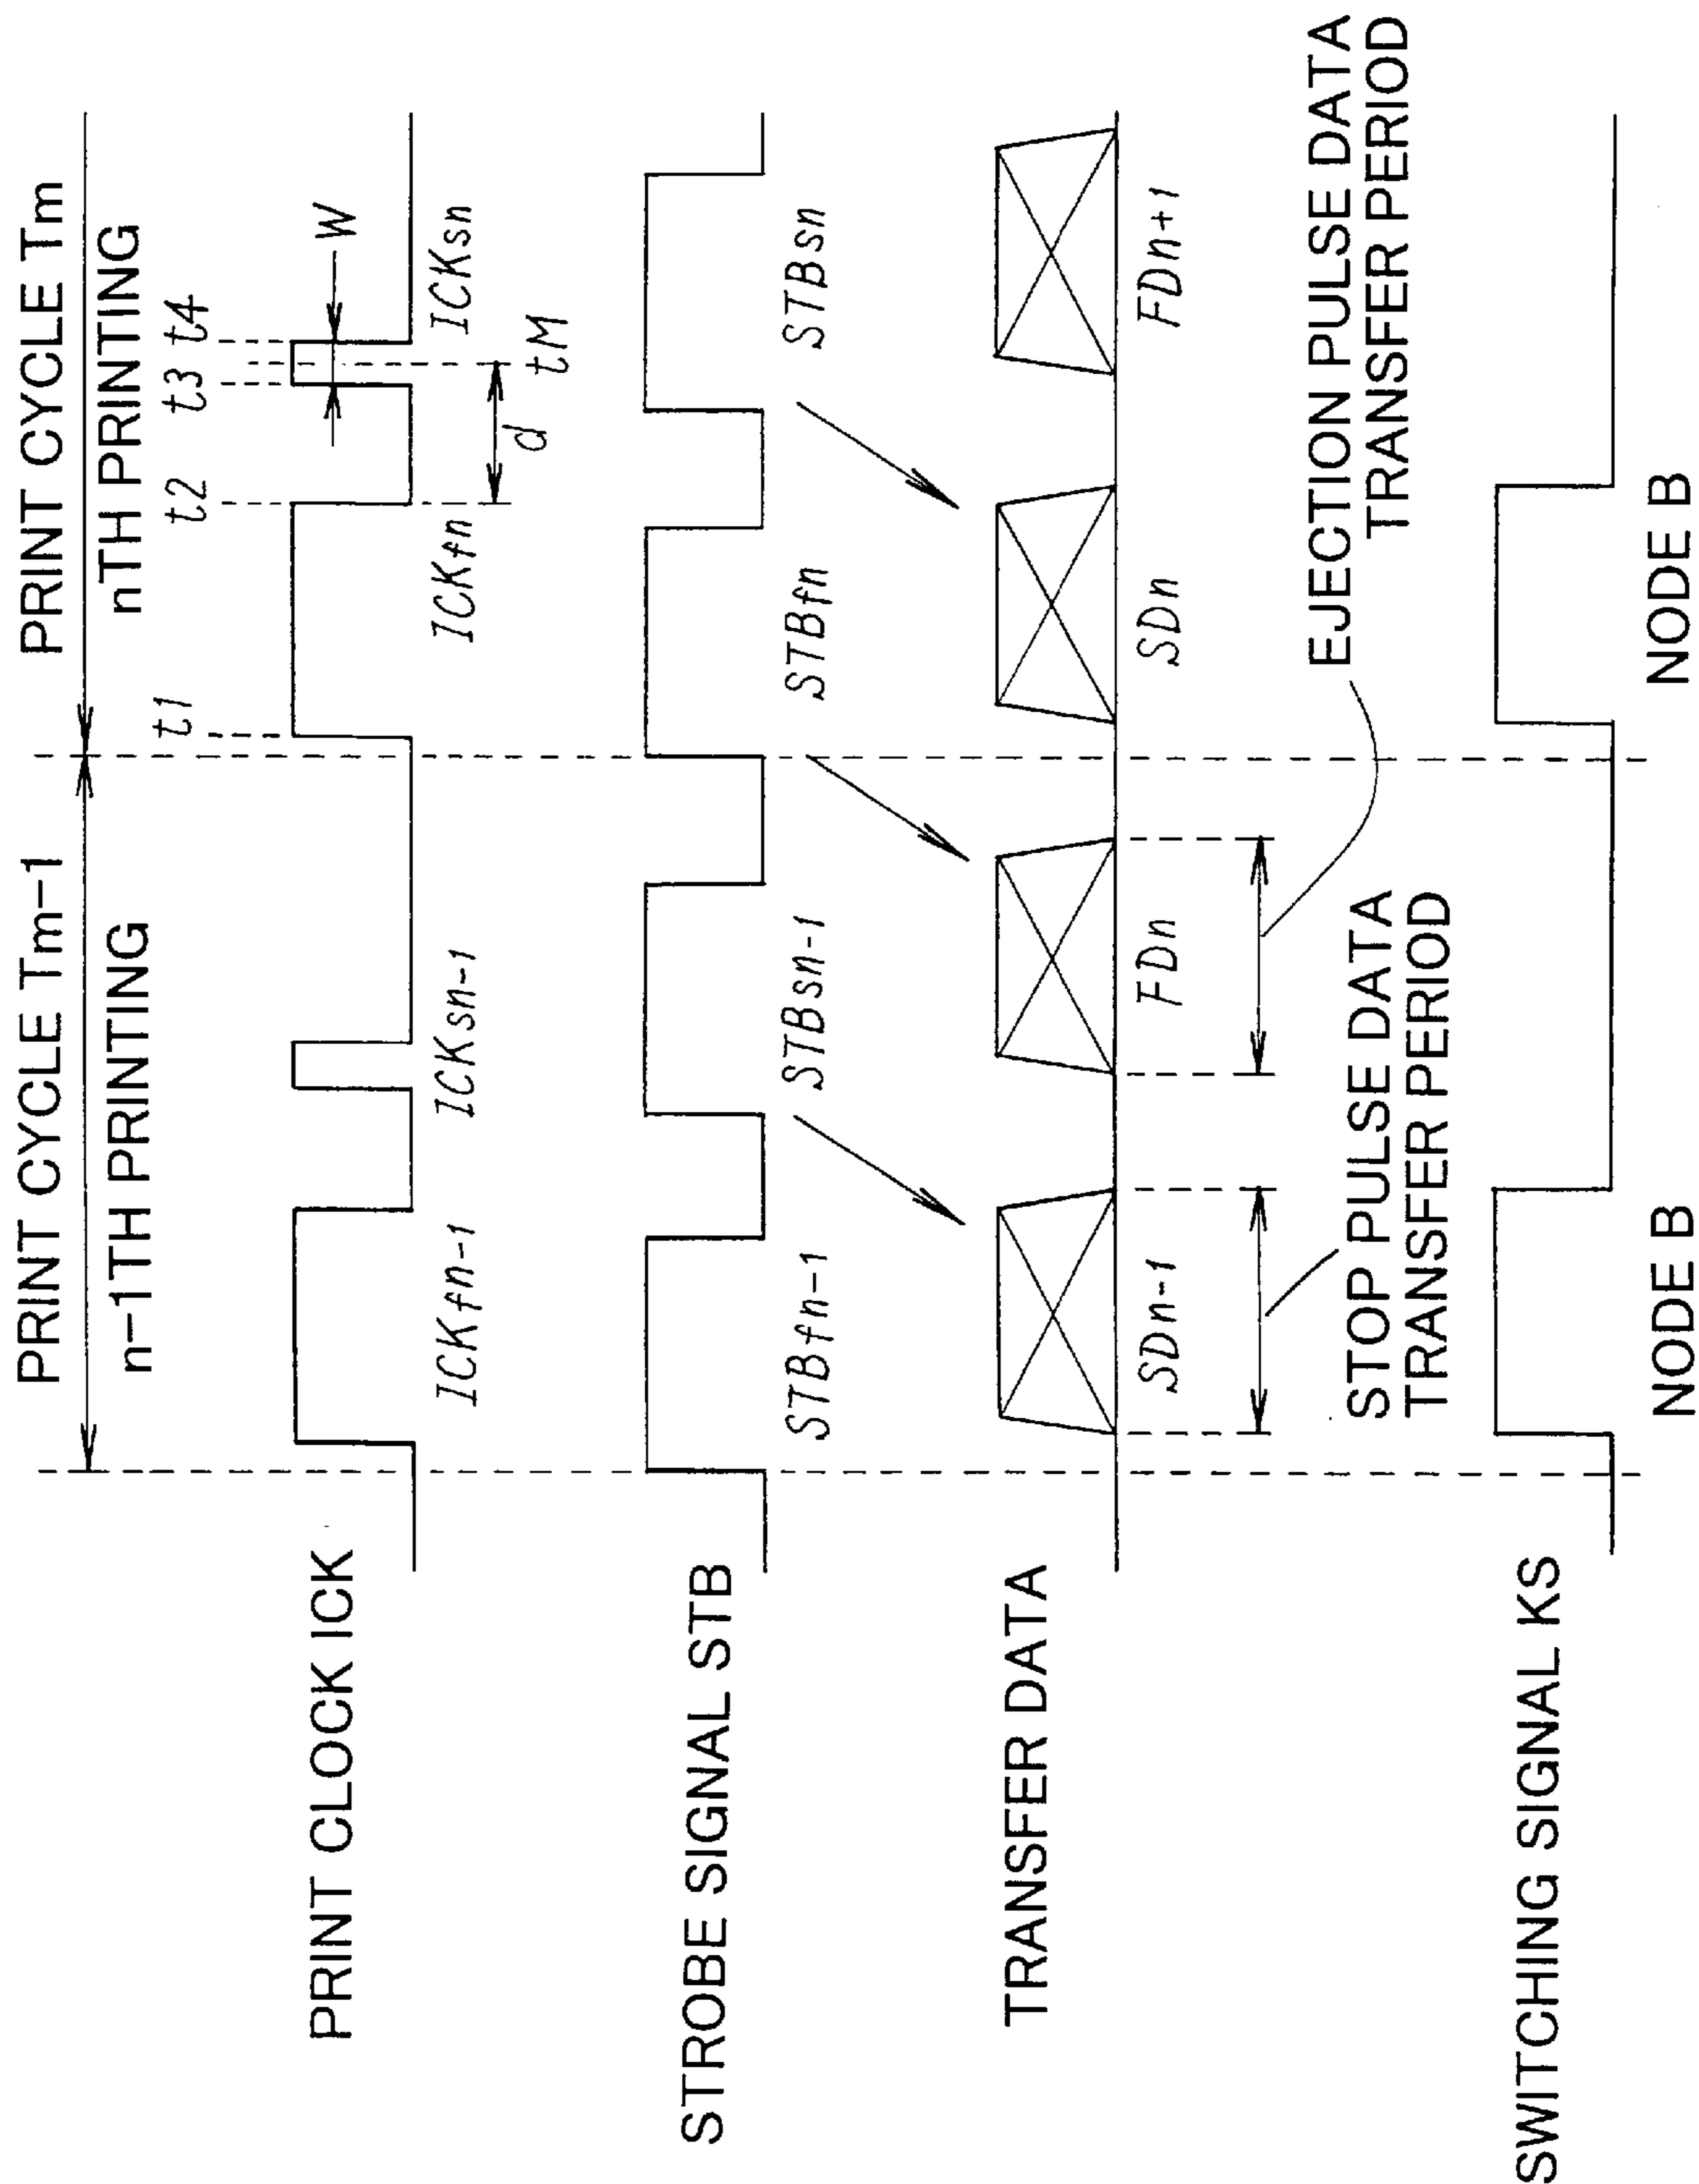 PRINT CYCLE Tm-1
PRINT CYCLE Tm
n-1TH PRINTING
nTH PRINTING
t1
t2
t3
t4
W
PRINT CLOCK ICK
ICKfn-1
ICKsn-1
ICKfn
ICKsn
d
tM
STROBE SIGNAL STB
STBfn-1
STBsn-1
STBfn
STBsn
TRANSFER DATA
SDn-1
FDn
SDn
FDn+1
STOP PULSE DATA
TRANSFER PERIOD
EJECTION PULSE DATA
TRANSFER PERIOD
SWITCHING SIGNAL KS
NODE B
NODE B